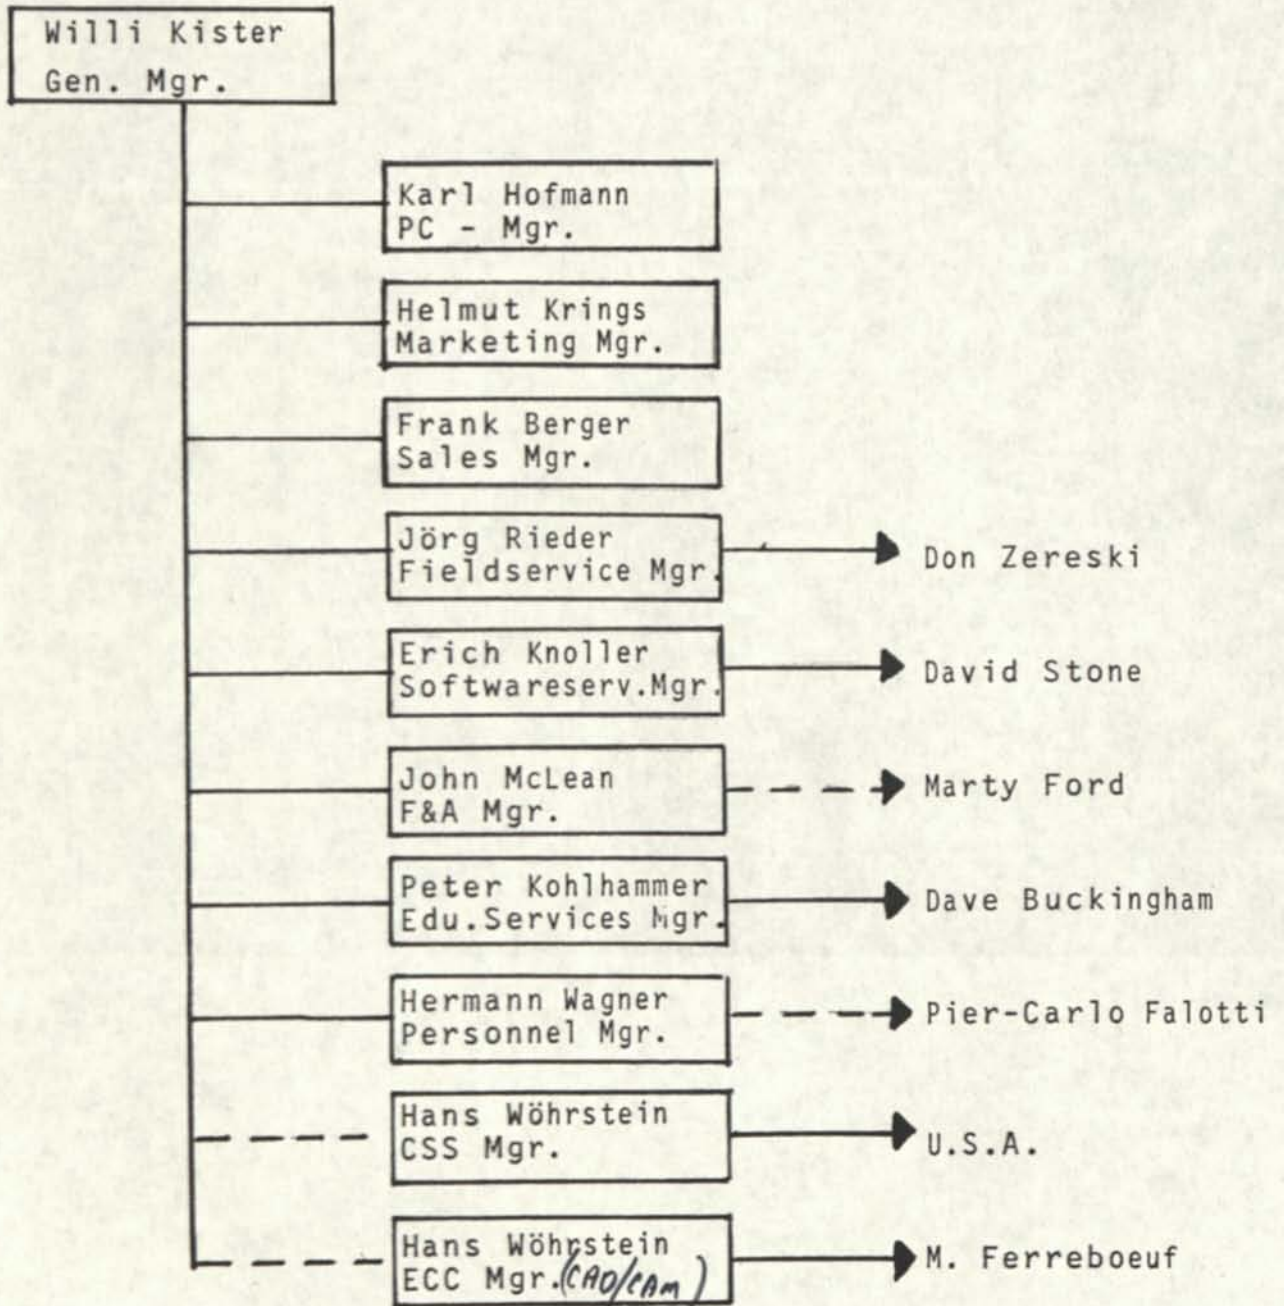 Willi Kister
Gen. Mgr.
Karl Hofmann
PC - Mgr.
Helmut Krings
Marketing Mgr.
Frank Berger
Sales Mgr.
Jörg Rieder
Fieldservice Mgr.
Don Zereski
Erich Knoller
Softwareserv.Mgr.
David Stone
John McLean
F&A Mgr.
Marty Ford
Peter Kohlhammer
Edu.Services Mgr.
Dave Buckingham
Hermann Wagner
Personnel Mgr.
Pier-Carlo Falotti
Hans Wöhrstein
CSS Mgr.
U.S.A.
Hans Wöhrstein
ECC Mgr.(CAD/CAM)
M. Ferreboeuf